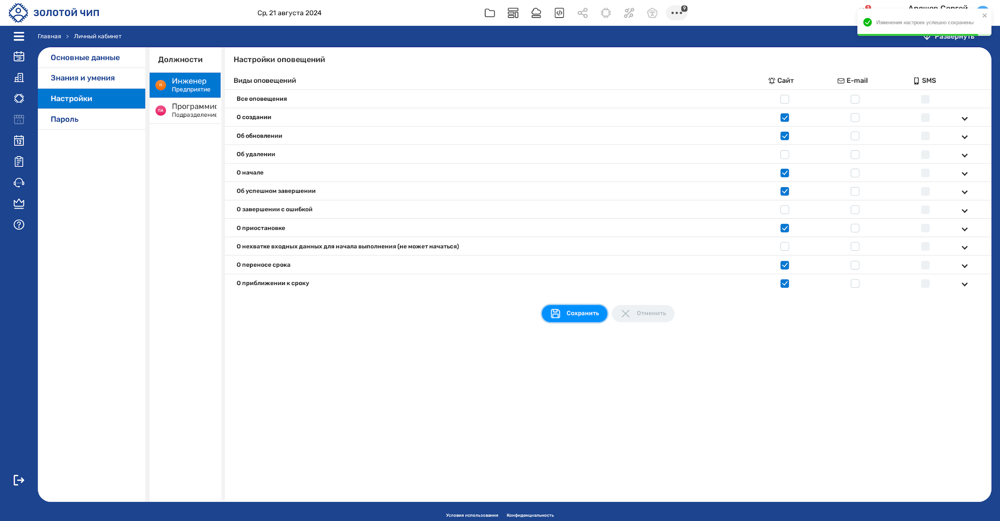 ЗОЛОТОЙ ЧИП
Ср, 21 августа 2024
9
1
Изменения настроек успешно сохранены
Главная > Личный кабинет
Развернуть
Основные данные
Знания и умения
Настройки
Пароль
12
Должности
П
Инженер
Предприятие
ПА
Подразделение
Настройки оповещений
Виды оповещений
Сайт
E-mail
SMS
Все оповещения
О создании
Об обновлении
Об удалении
О начале
Об успешном завершении
О завершении с ошибкой
О приостановке
О нехватке входных данных для начала выполнения (не может начаться)
О переносе срока
О приближении к сроку
Сохранить
Отменить
Условия использования
Конфиденциальность